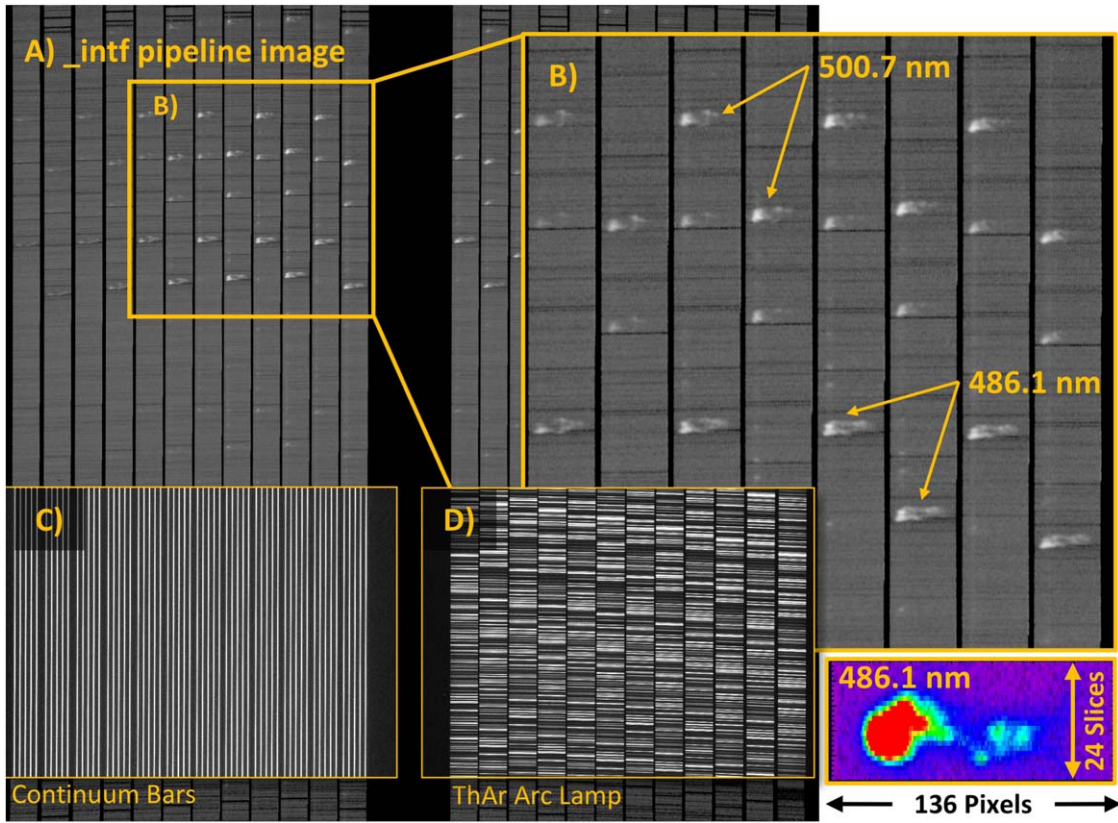 A) _intf pipeline image
B)
B)
500.7 nm
486.1 nm
C)
D)
486.1 nm
24 Slices
Continuum Bars
ThAr Arc Lamp
136 Pixels